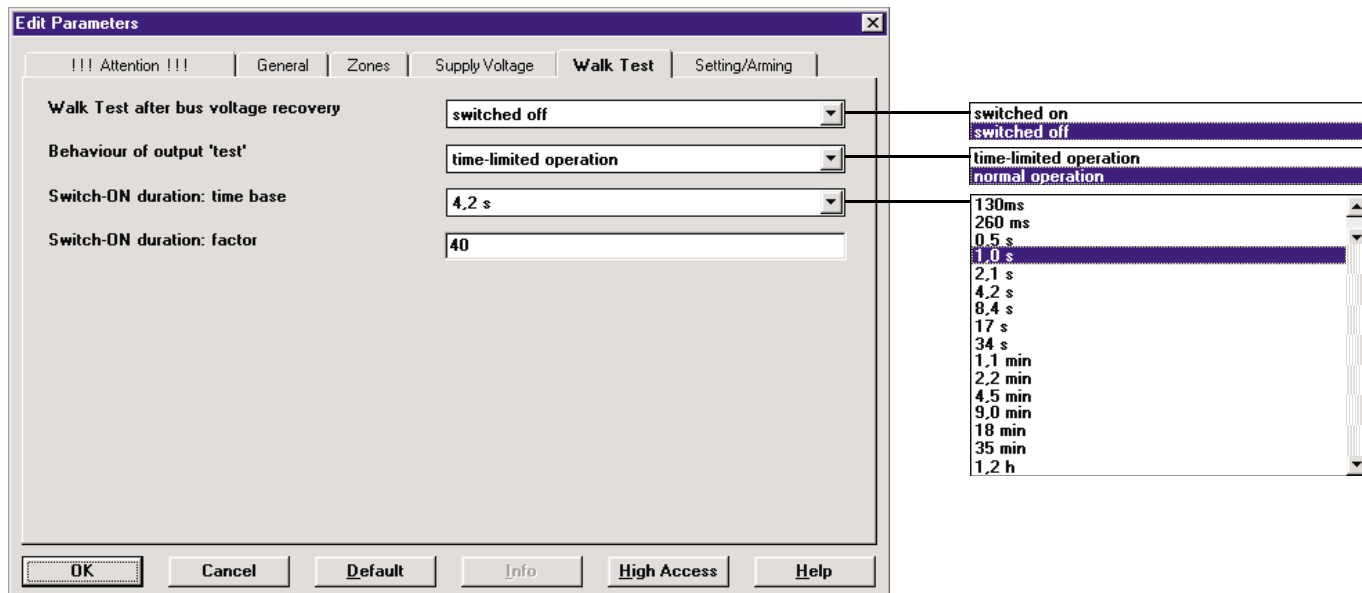 Edit Parameters
!!! Attention !!! General Zones Supply Voltage Walk Test Setting/Arming
Walk Test after bus voltage recovery switched off
Behaviour of output 'test' time-limited operation
Switch-ON duration: time base 4,2 s
Switch-ON duration: factor 40
OK Cancel Default Info High Access Help
switched on
switched off
time-limited operation
normal operation
130ms
260 ms
0,5 s
1,0 s
2,1 s
4,2 s
8,4 s
17 s
34 s
1,1 min
2,2 min
4,5 min
9,0 min
18 min
35 min
1,2 h